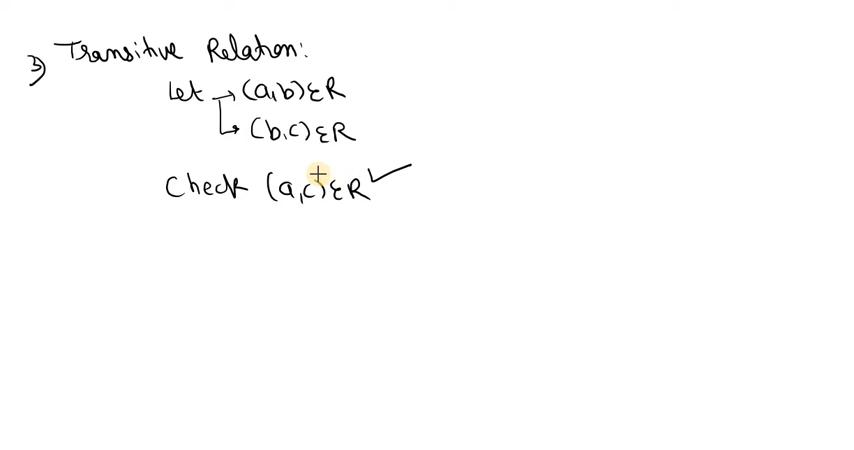 3) Transitive Relation:
Let → (a,b) ∈ R
↳ (b,c) ∈ R
Check (a,c) ∈ R ✓